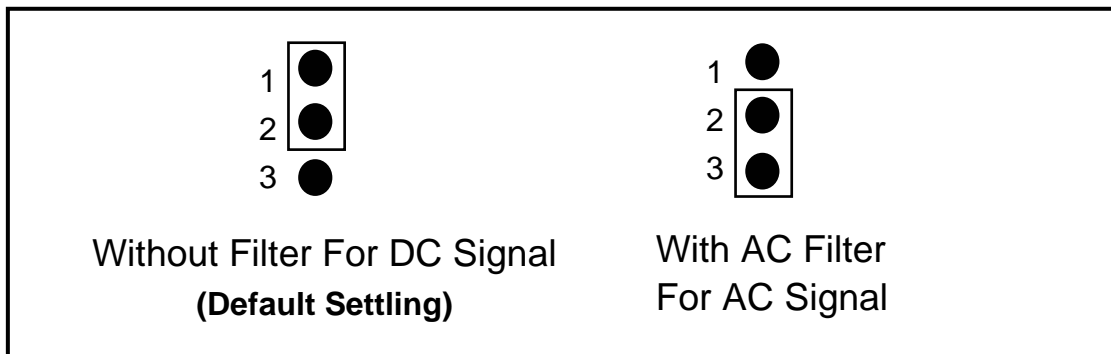 1
2
3
Without Filter For DC Signal
(Default Settling)
1
2
3
With AC Filter
For AC Signal